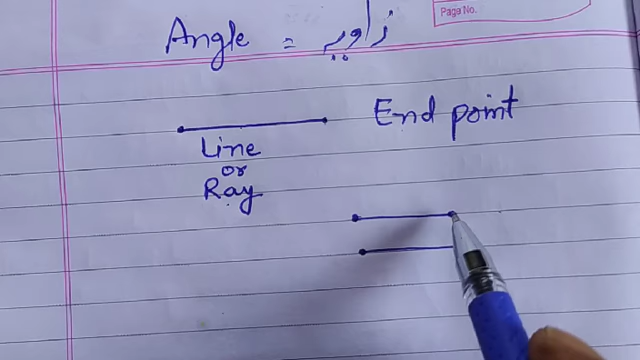 Page No.
Angle = زاویہ
End point
Line
or
Ray